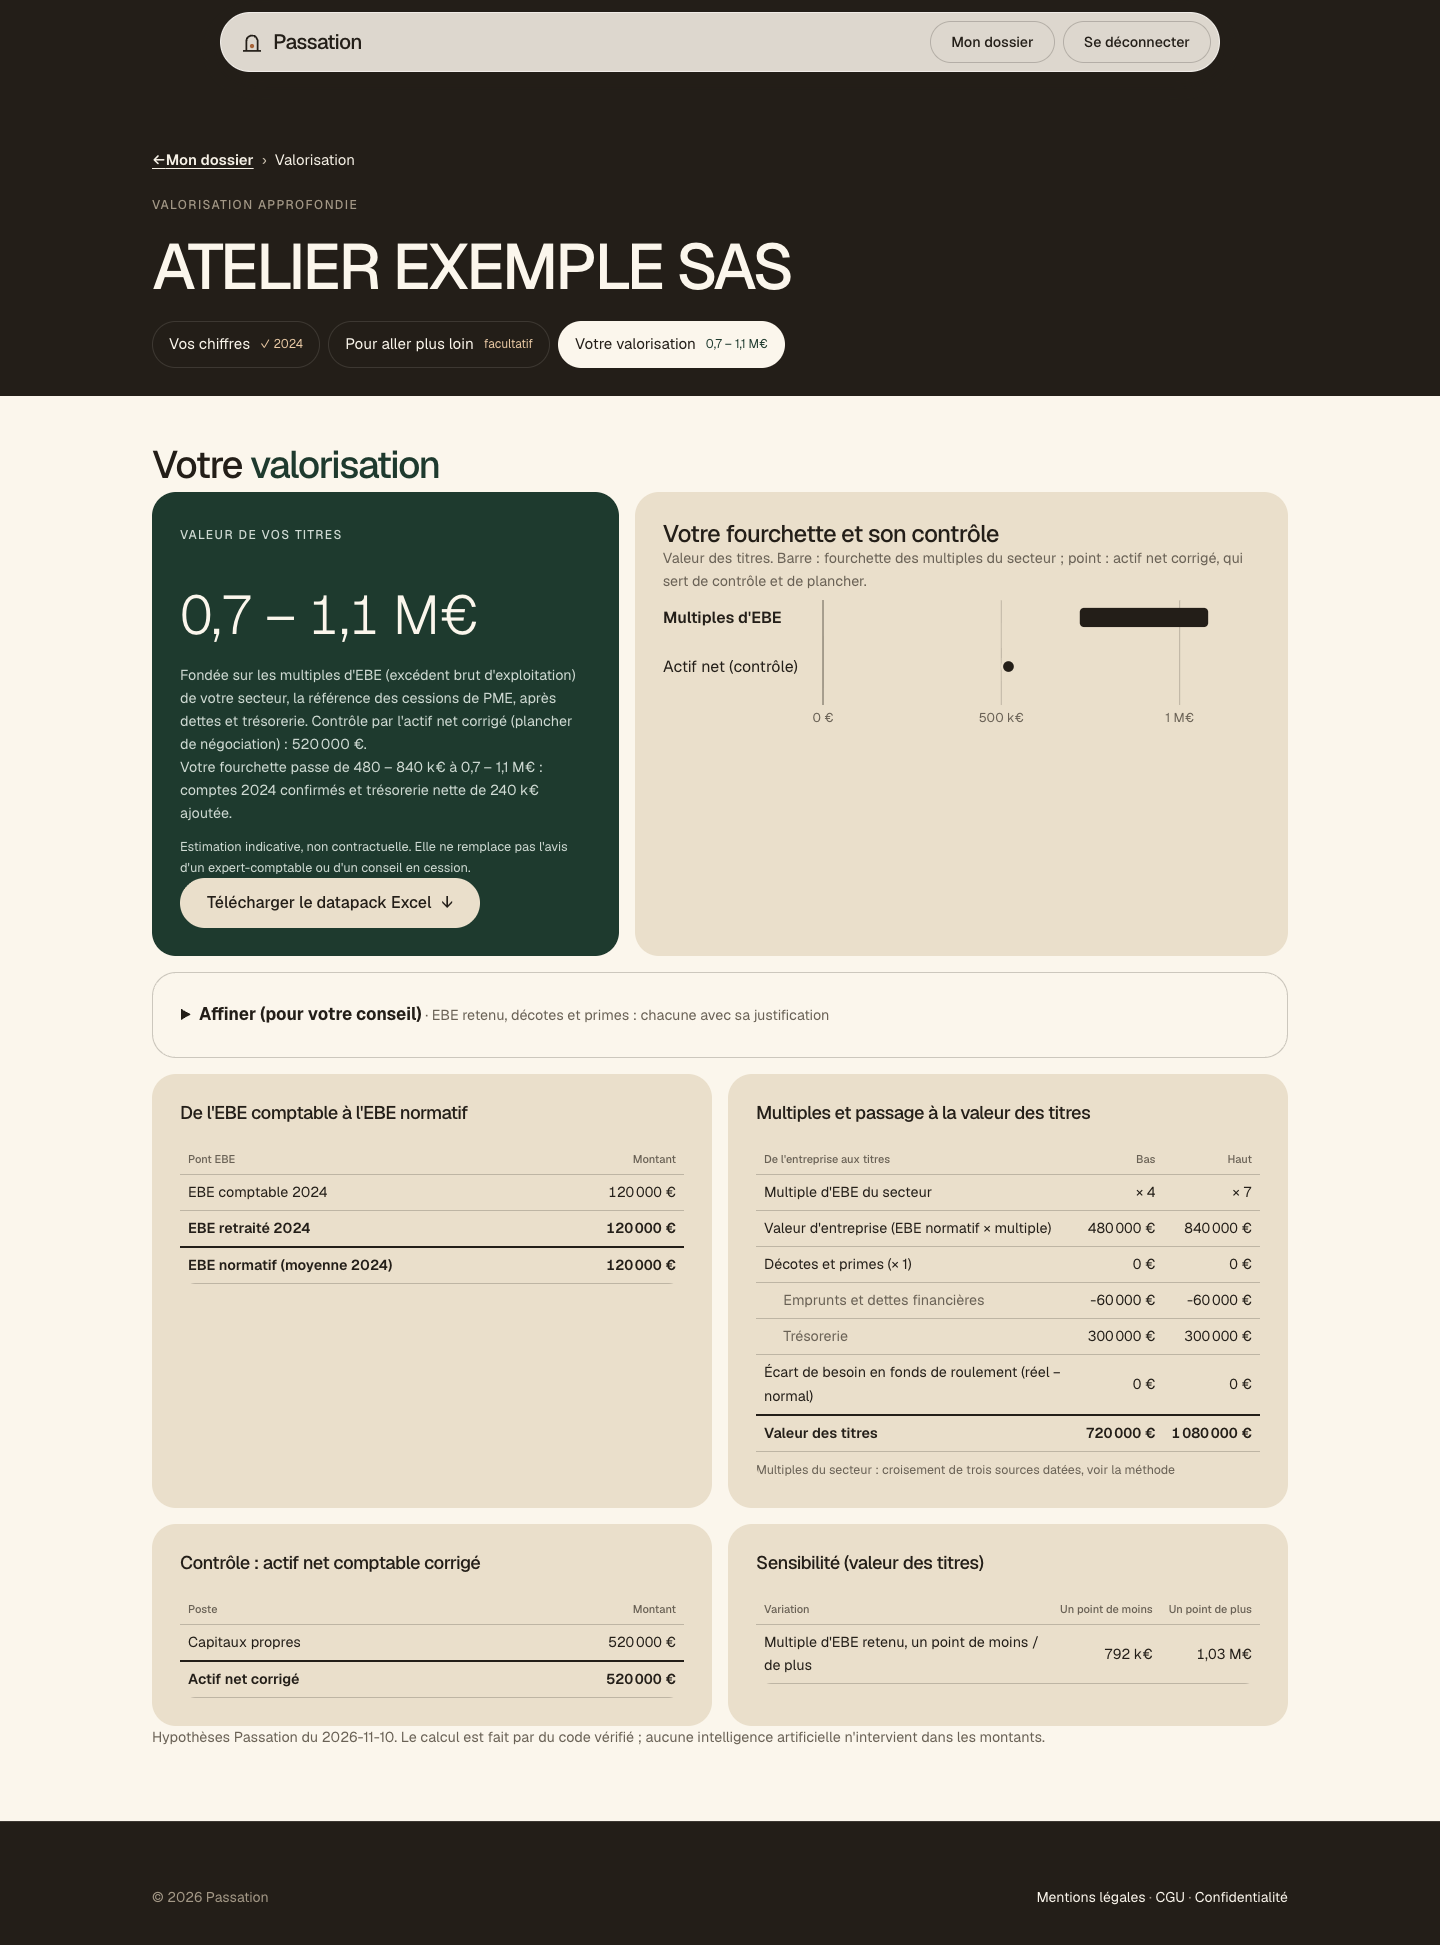 Passation
Mon dossier
Se déconnecter
←Mon dossier › Valorisation
VALORISATION APPROFONDIE
ATELIER EXEMPLE SAS
Vos chiffres ✓ 2024
Pour aller plus loin facultatif
Votre valorisation 0,7 – 1,1 M€
Votre valorisation
VALEUR DE VOS TITRES
0,7 – 1,1 M€
Fondée sur les multiples d'EBE (excédent brut d'exploitation)
de votre secteur, la référence des cessions de PME, après
dettes et trésorerie. Contrôle par l'actif net corrigé (plancher
de négociation) : 520 000 €.
Votre fourchette passe de 480 – 840 k€ à 0,7 – 1,1 M€ :
comptes 2024 confirmés et trésorerie nette de 240 k€
ajoutée.
Estimation indicative, non contractuelle. Elle ne remplace pas l'avis
d'un expert-comptable ou d'un conseil en cession.
Télécharger le datapack Excel ↓
Votre fourchette et son contrôle
Valeur des titres. Barre : fourchette des multiples du secteur ; point : actif net corrigé, qui
sert de contrôle et de plancher.
Multiples d'EBE
Actif net (contrôle)
0 € 500 k€ 1 M€
▶ Affiner (pour votre conseil) · EBE retenu, décotes et primes : chacune avec sa justification
De l'EBE comptable à l'EBE normatif
Pont EBE Montant
EBE comptable 2024 120 000 €
EBE retraité 2024 120 000 €
EBE normatif (moyenne 2024) 120 000 €
Multiples et passage à la valeur des titres
De l'entreprise aux titres Bas Haut
Multiple d'EBE du secteur × 4 × 7
Valeur d'entreprise (EBE normatif × multiple) 480 000 € 840 000 €
Décotes et primes (× 1) 0 € 0 €
Emprunts et dettes financières -60 000 € -60 000 €
Trésorerie 300 000 € 300 000 €
Écart de besoin en fonds de roulement (réel –
normal) 0 € 0 €
Valeur des titres 720 000 € 1 080 000 €
Multiples du secteur : croisement de trois sources datées, voir la méthode
Contrôle : actif net comptable corrigé
Poste Montant
Capitaux propres 520 000 €
Actif net corrigé 520 000 €
Sensibilité (valeur des titres)
Variation Un point de moins Un point de plus
Multiple d'EBE retenu, un point de moins /
de plus 792 k€ 1,03 M€
Hypothèses Passation du 2026-11-10. Le calcul est fait par du code vérifié ; aucune intelligence artificielle n'intervient dans les montants.
© 2026 Passation
Mentions légales · CGU · Confidentialité